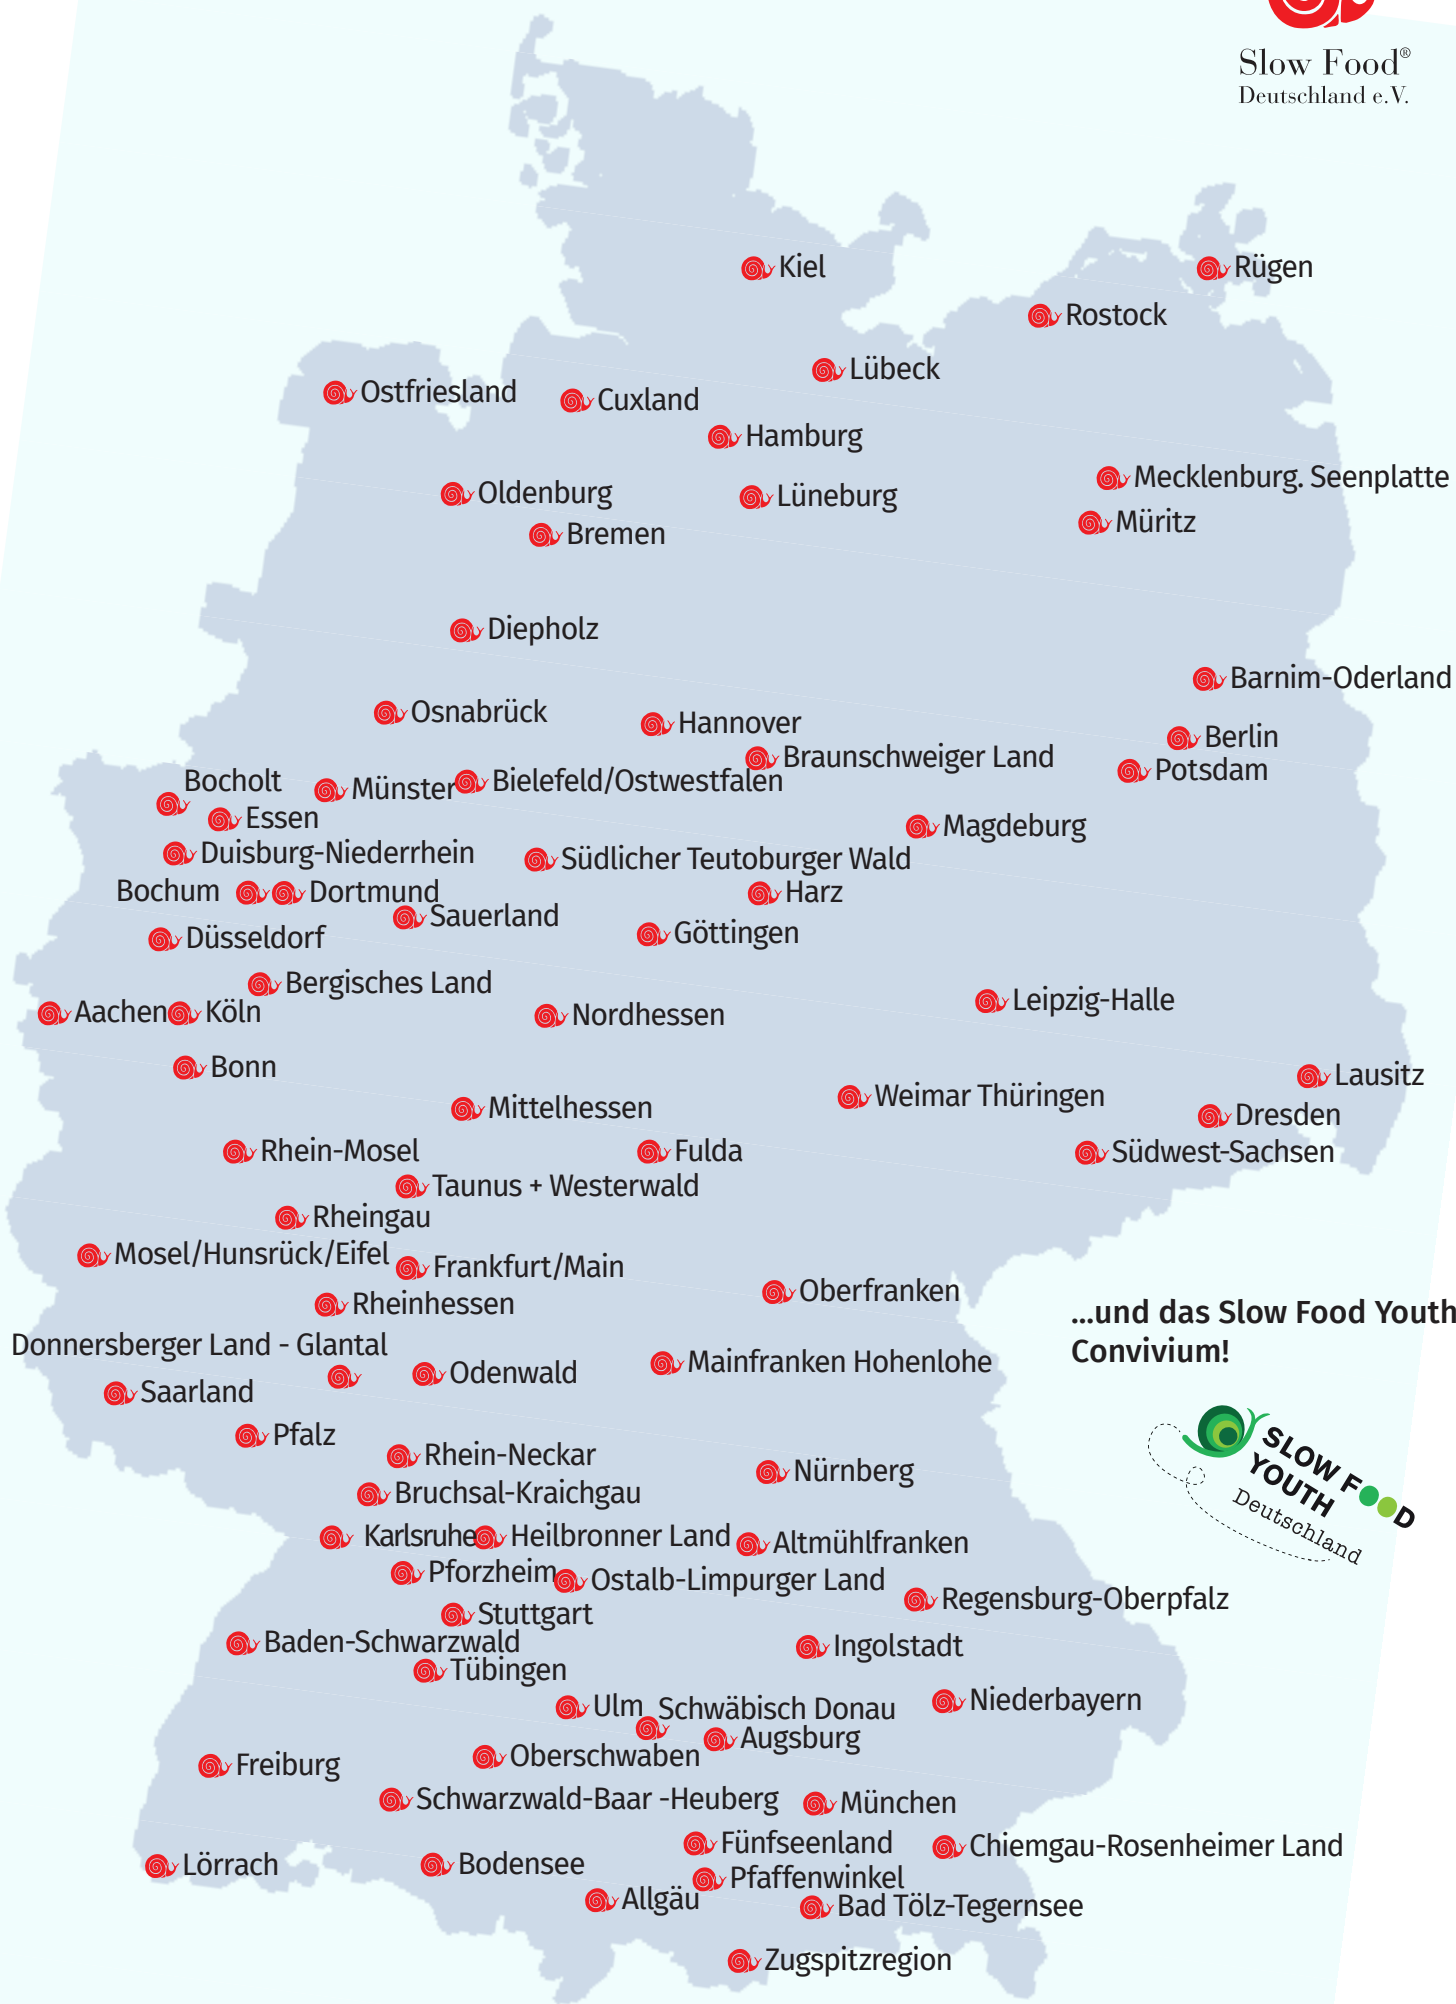 Slow Food®
Deutschland e.V.
Kiel
Rügen
Rostock
Lübeck
Ostfriesland
Cuxland
Hamburg
Mecklenburg. Seenplatte
Oldenburg
Lüneburg
Müritz
Bremen
Diepholz
Barnim-Oderland
Osnabrück
Hannover
Berlin
Braunschweiger Land
Potsdam
Bocholt
Münster
Bielefeld/Ostwestfalen
Essen
Magdeburg
Duisburg-Niederrhein
Südlicher Teutoburger Wald
Bochum
Dortmund
Harz
Sauerland
Göttingen
Düsseldorf
Bergisches Land
Leipzig-Halle
Aachen
Köln
Nordhessen
Bonn
Lausitz
Weimar Thüringen
Mittelhessen
Dresden
Rhein-Mosel
Fulda
Südwest-Sachsen
Taunus + Westerwald
Rheingau
Mosel/Hunsrück/Eifel
Frankfurt/Main
Oberfranken
Rheinhessen
...und das Slow Food Youth
Convivium!
Donnersberger Land - Glantal
Mainfranken Hohenlohe
Odenwald
Saarland
Pfalz
Rhein-Neckar
Nürnberg
SLOW FOOD
YOUTH
Deutschland
Bruchsal-Kraichgau
Karlsruhe
Heilbronner Land
Altmühlfranken
Pforzheim
Ostalb-Limpurger Land
Regensburg-Oberpfalz
Stuttgart
Baden-Schwarzwald
Ingolstadt
Tübingen
Niederbayern
Ulm
Schwäbisch Donau
Augsburg
Oberschwaben
Freiburg
Schwarzwald-Baar -Heuberg
München
Fünfseenland
Chiemgau-Rosenheimer Land
Lörrach
Bodensee
Pfaffenwinkel
Allgäu
Bad Tölz-Tegernsee
Zugspitzregion